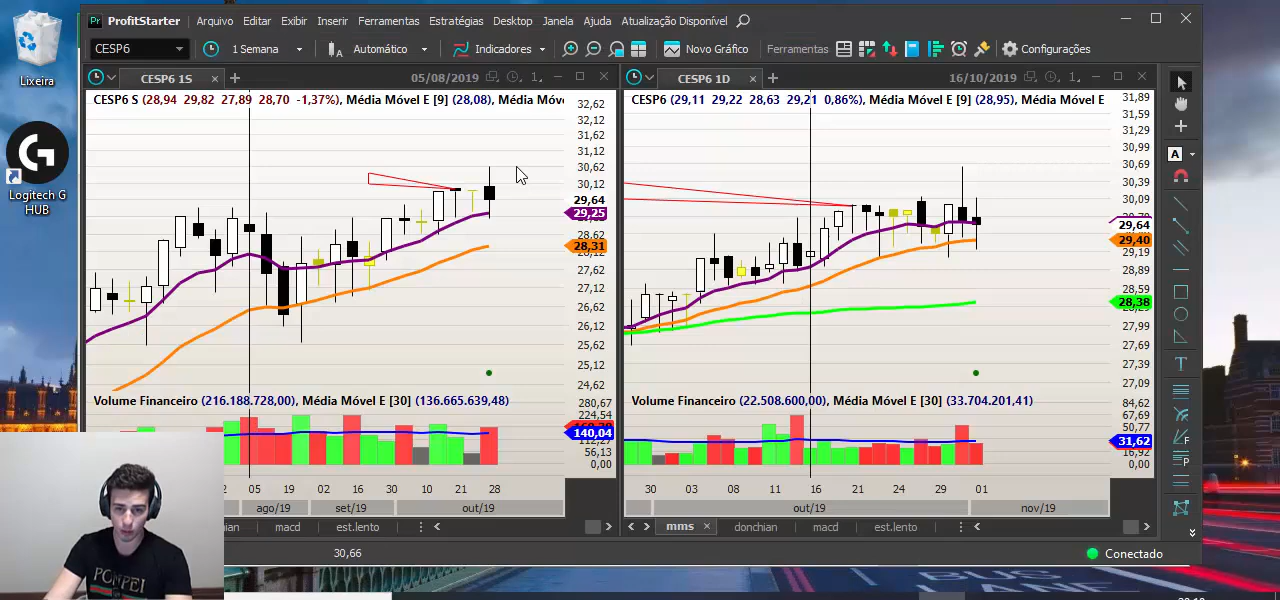 Lixeira
Logitech G
HUB
Pr ProfitStarter Arquivo Editar Exibir Inserir Ferramentas Estratégias Desktop Janela Ajuda Atualização Disponível
CESP6 1 Semana Automático Indicadores Novo Gráfico Ferramentas Configurações
CESP6 1S 05/08/2019 1
CESP6 S (28,94 29,82 27,89 28,70 -1,37%), Média Móvel E [9] (28,08), Média Móv
32,62
32,12
31,62
31,12
30,62
30,12
29,64
29,25
28,31
27,62
27,12
26,62
26,12
25,62
25,12
24,62
Volume Financeiro (216.188.728,00), Média Móvel E [30] (136.665.639,48)
280,67
224,54
140,04
56,13
0,00
22 05 19 02 16 30 10 21 28
ago/19 set/19 out/19
macd est.lento
30,66
CESP6 1D 16/10/2019 1
CESP6 (29,11 29,22 28,63 29,21 0,86%), Média Móvel E [9] (28,95), Média Móvel E
31,89
31,59
31,29
30,99
30,69
30,39
30,09
29,64
29,40
29,19
28,89
28,59
28,38
27,99
27,69
27,39
27,09
Volume Financeiro (22.508.600,00), Média Móvel E [30] (33.704.201,41)
84,62
67,69
50,77
31,62
16,92
0,00
30 03 08 11 16 21 24 29 01
out/19 nov/19
mms donchian macd est.lento
Conectado
A
T
F
P
POMPEI
BUS
LANE